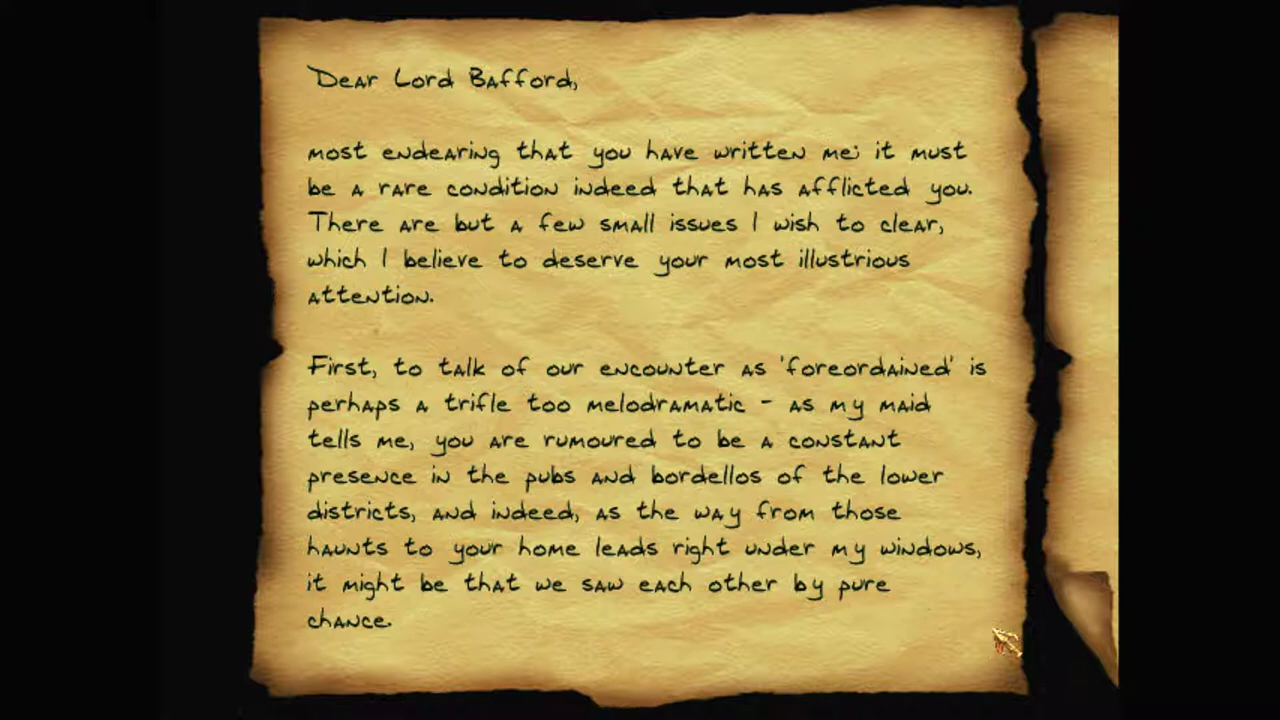 Dear Lord Bafford,
most endearing that you have written me; it must
be a rare condition indeed that has afflicted you.
There are but a few small issues I wish to clear,
which I believe to deserve your most illustrious
attention.
First, to talk of our encounter as 'foreordained' is
perhaps a trifle too melodramatic - as my maid
tells me, you are rumoured to be a constant
presence in the pubs and bordellos of the lower
districts, and indeed, as the way from those
haunts to your home leads right under my windows,
it might be that we saw each other by pure
chance.